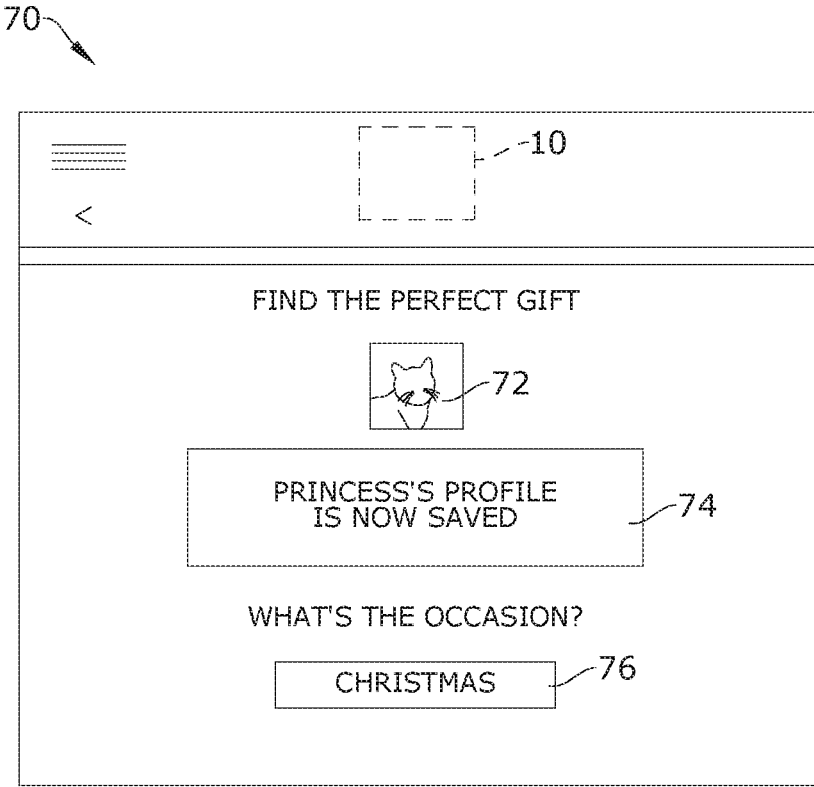 70
10
<
FIND THE PERFECT GIFT
72
PRINCESS'S PROFILE
IS NOW SAVED
74
WHAT'S THE OCCASION?
CHRISTMAS
76